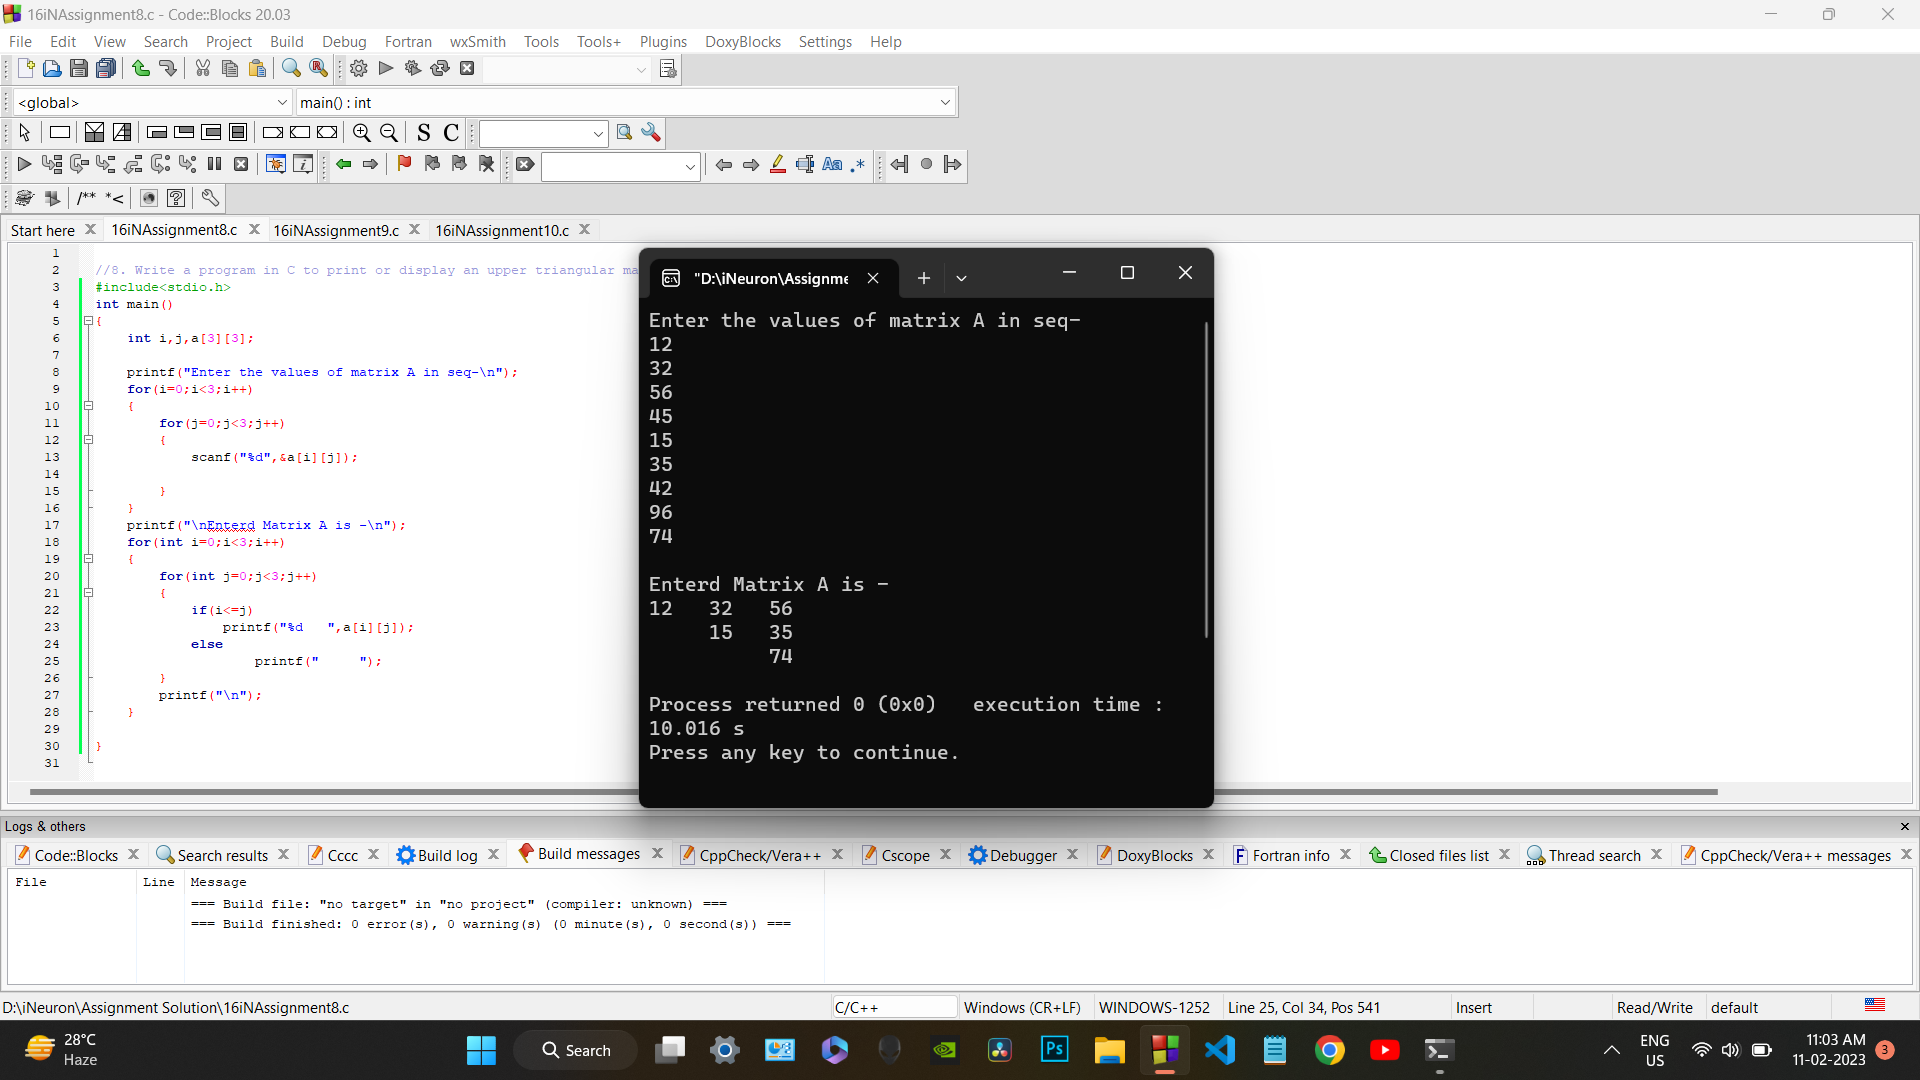 16iNAssignment8.c - Code::Blocks 20.03
File Edit View Search Project Build Debug Fortran wxSmith Tools Tools+ Plugins DoxyBlocks Settings Help
<global> main() : int
S C
Aa .*
/** *<
Start here 16iNAssignment8.c 16iNAssignment9.c 16iNAssignment10.c
1
2 //8. Write a program in C to print or display an upper triangular
3 #include<stdio.h>
4 int main()
5 {
6 int i,j,a[3][3];
7
8 printf("Enter the values of matrix A in seq-\n");
9 for(i=0;i<3;i++)
10 {
11 for(j=0;j<3;j++)
12 {
13 scanf("%d",&a[i][j]);
14
15 }
16 }
17 printf("\nEnterd Matrix A is -\n");
18 for(int i=0;i<3;i++)
19 {
20 for(int j=0;j<3;j++)
21 {
22 if(i<=j)
23 printf("%d   ",a[i][j]);
24 else
25 printf("     ");
26 }
27 printf("\n");
28 }
29
30 }
31
"D:\iNeuron\Assignme
Enter the values of matrix A in seq-
12
32
56
45
15
35
42
96
74
Enterd Matrix A is -
12 32 56
15 35
74
Process returned 0 (0x0) execution time :
10.016 s
Press any key to continue.
Logs & others
Code::Blocks Search results Cccc Build log Build messages CppCheck/Vera++ Cscope Debugger DoxyBlocks Fortran info Closed files list Thread search CppCheck/Vera++ messages
File Line Message
=== Build file: "no target" in "no project" (compiler: unknown) ===
=== Build finished: 0 error(s), 0 warning(s) (0 minute(s), 0 second(s)) ===
D:\iNeuron\Assignment Solution\16iNAssignment8.c C/C++ Windows (CR+LF) WINDOWS-1252 Line 25, Col 34, Pos 541 Insert Read/Write default
28°C
Haze
Search
Ps
ENG
US
11:03 AM
11-02-2023
3